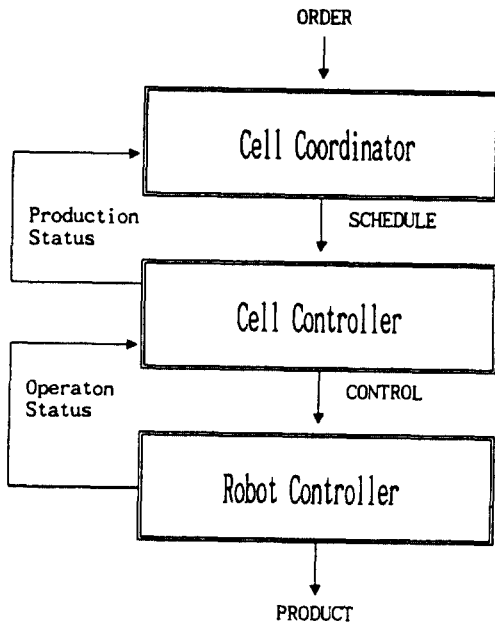 ORDER
Cell Coordinator
Production
Status
SCHEDULE
Cell Controller
Operaton
Status
CONTROL
Robot Controller
PRODUCT